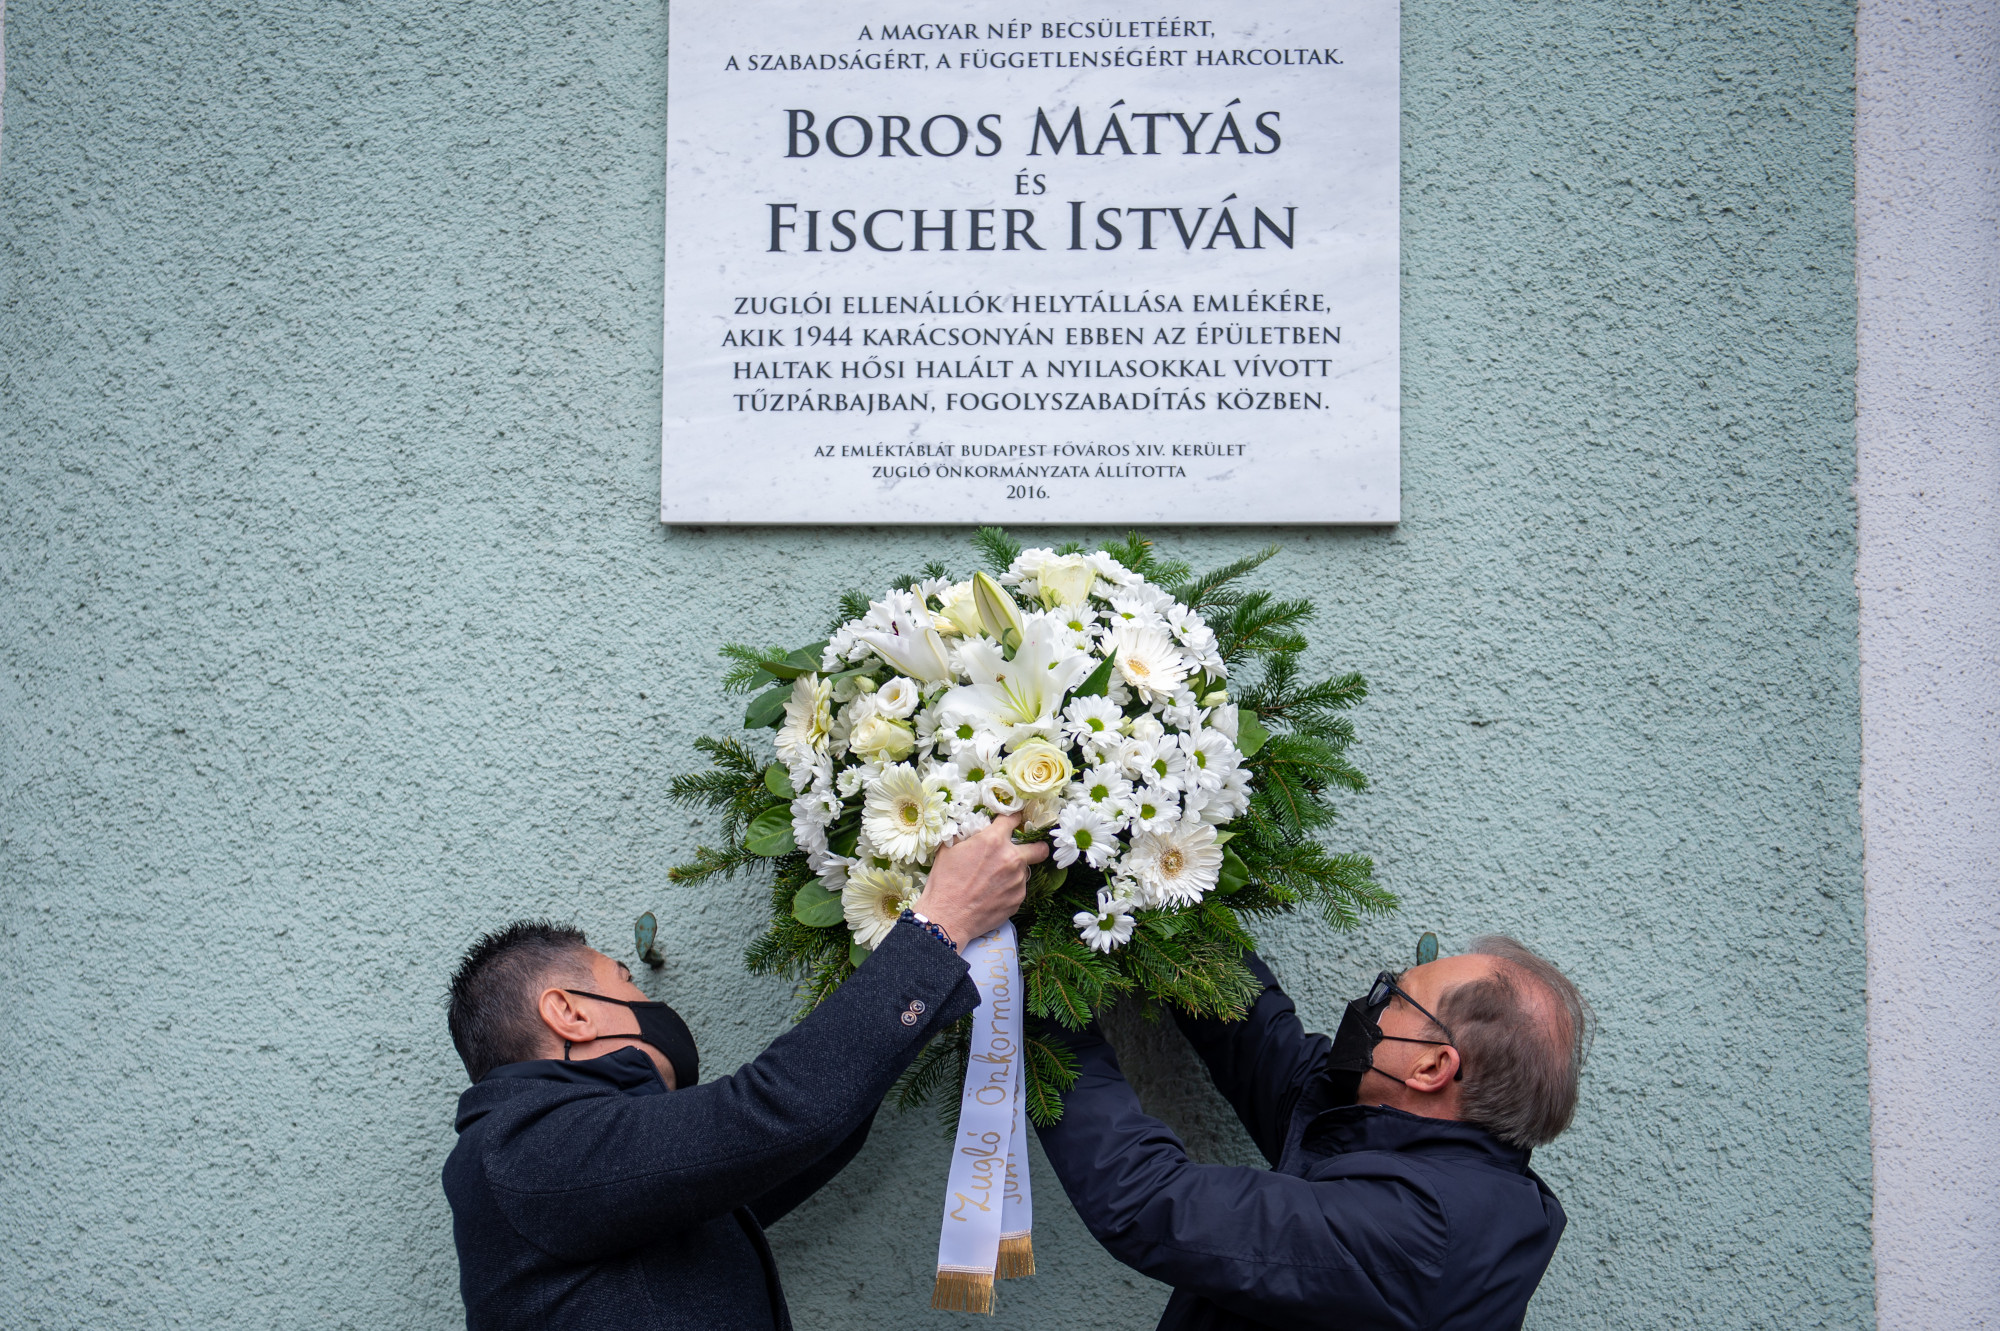 A MAGYAR NÉP BECSÜLETÉÉRT,
A SZABADSÁGÉRT, A FÜGGETLENSÉGÉRT HARCOLTAK.
BOROS MÁTYÁS
ÉS
FISCHER ISTVÁN
ZUGLÓI ELLENÁLLÓK HELYTÁLLÁSA EMLÉKÉRE,
AKIK 1944 KARÁCSONYÁN EBBEN AZ ÉPÜLETBEN
HALTAK HŐSI HALÁLT A NYILASOKKAL VÍVOTT
TŰZPÁRBAJBAN, FOGOLYSZABADÍTÁS KÖZBEN.
AZ EMLÉKTÁBLÁT BUDAPEST FŐVÁROS XIV. KERÜLET
ZUGLÓ ÖNKORMÁNYZATA ÁLLÍTOTTA
2016.
Zugló